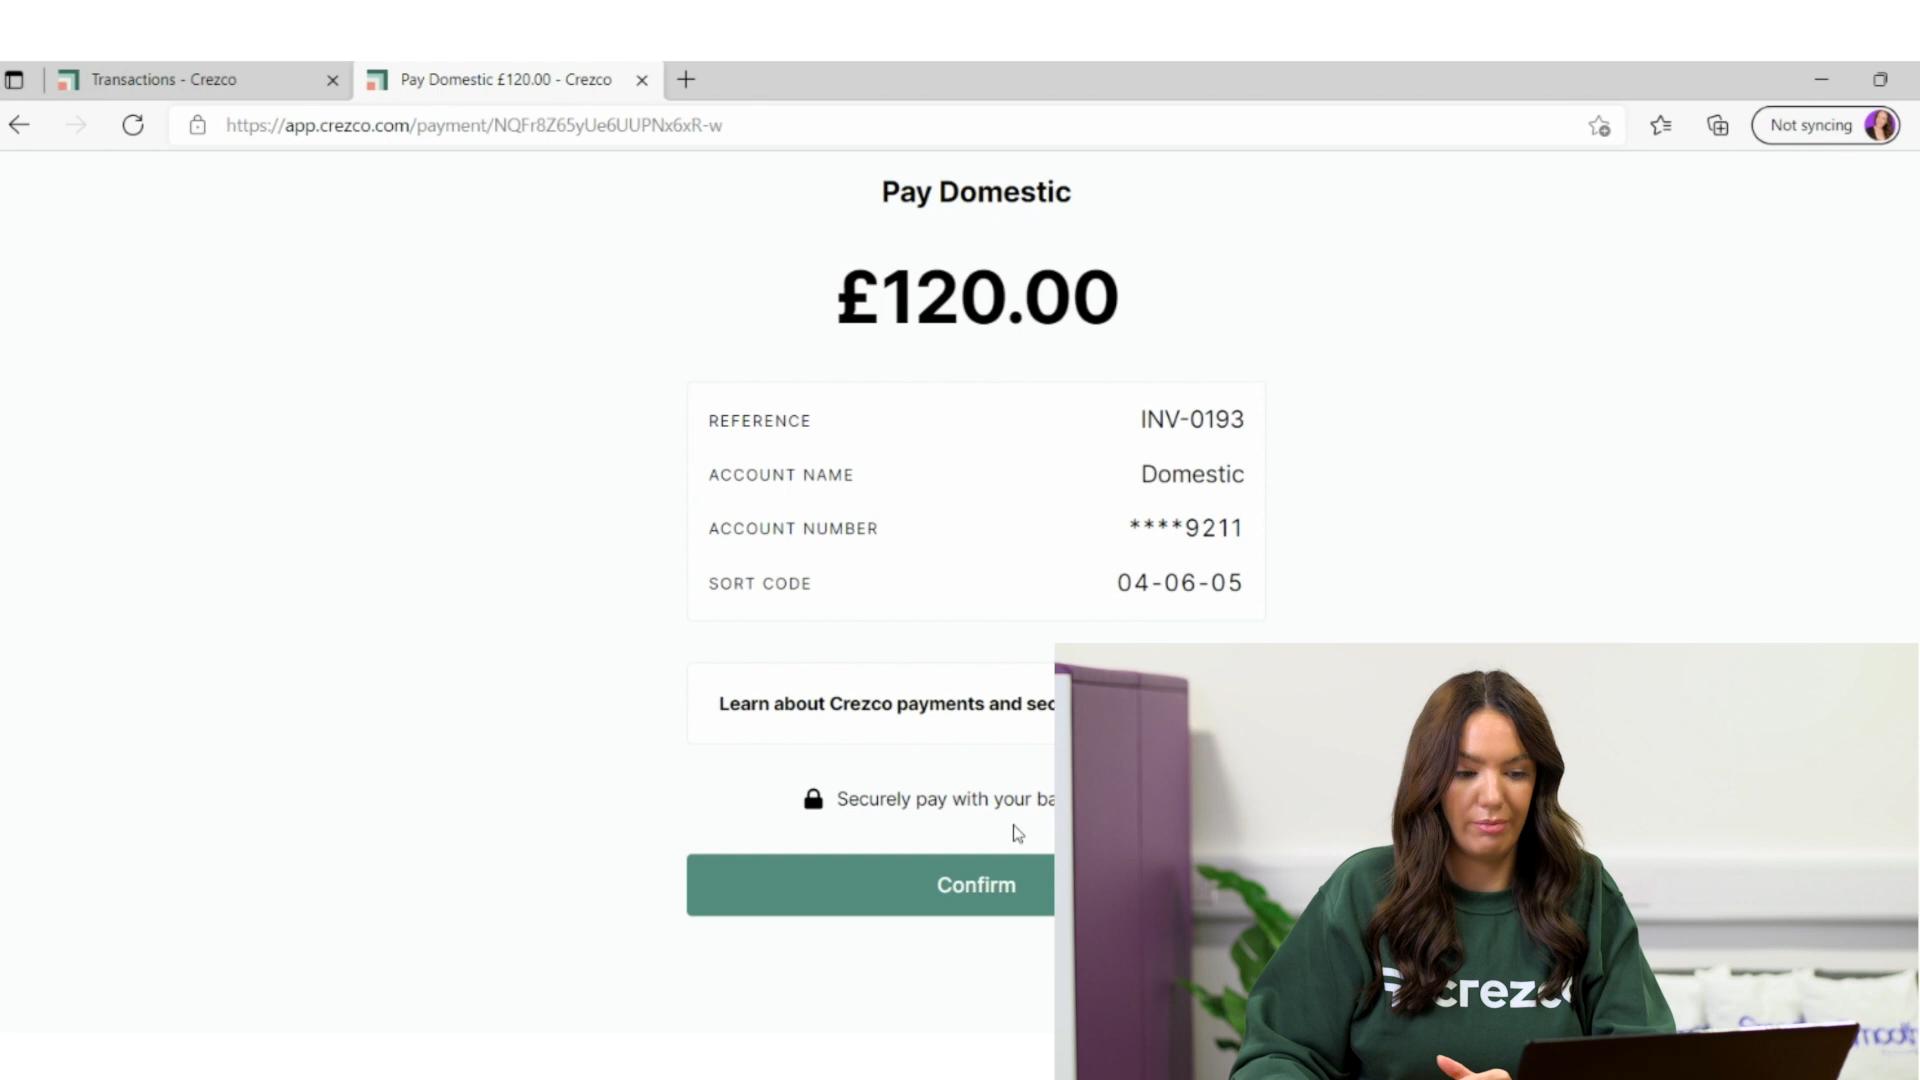 Transactions - Crezco
Pay Domestic £120.00 - Crezco
https://app.crezco.com/payment/NQFr8Z65yUe6UUPNx6xR-w
Not syncing
Pay Domestic
£120.00
REFERENCE INV-0193
ACCOUNT NAME Domestic
ACCOUNT NUMBER ****9211
SORT CODE 04-06-05
Learn about Crezco payments and sec
Securely pay with your ba
Confirm
crezco